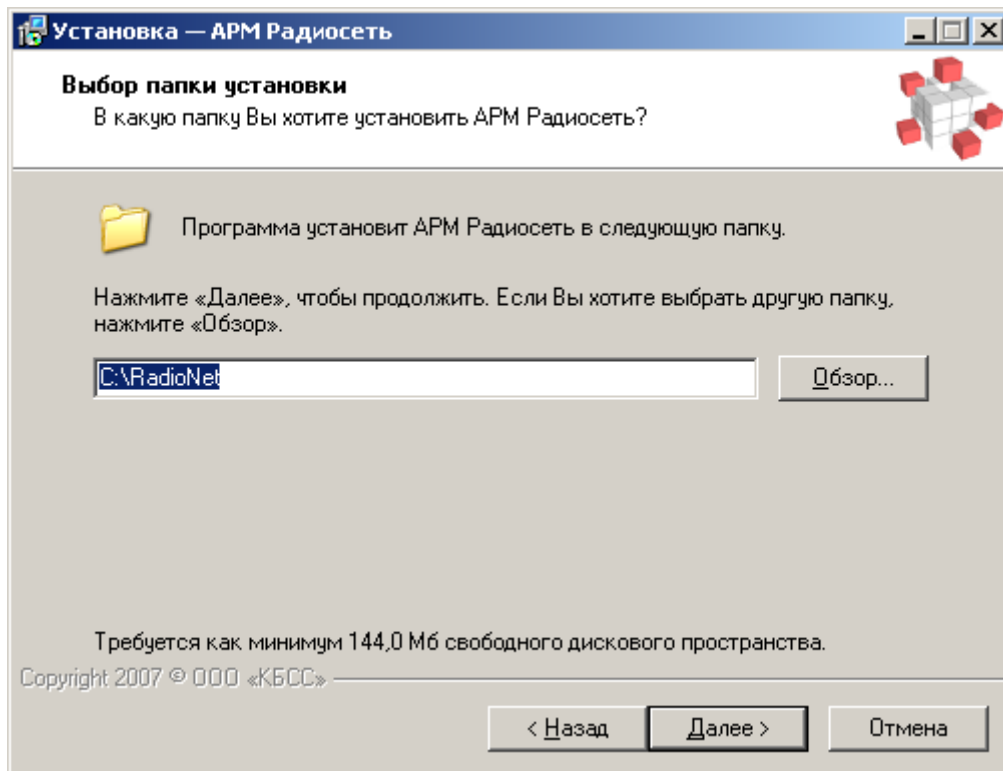 Установка — АРМ Радиосеть
Выбор папки установки
В какую папку Вы хотите установить АРМ Радиосеть?
Программа установит АРМ Радиосеть в следующую папку.
Нажмите «Далее», чтобы продолжить. Если Вы хотите выбрать другую папку,
нажмите «Обзор».
C:\RadioNet
Обзор...
Требуется как минимум 144,0 Мб свободного дискового пространства.
Copyright 2007 © ООО «КБСС»
< Назад
Далее >
Отмена